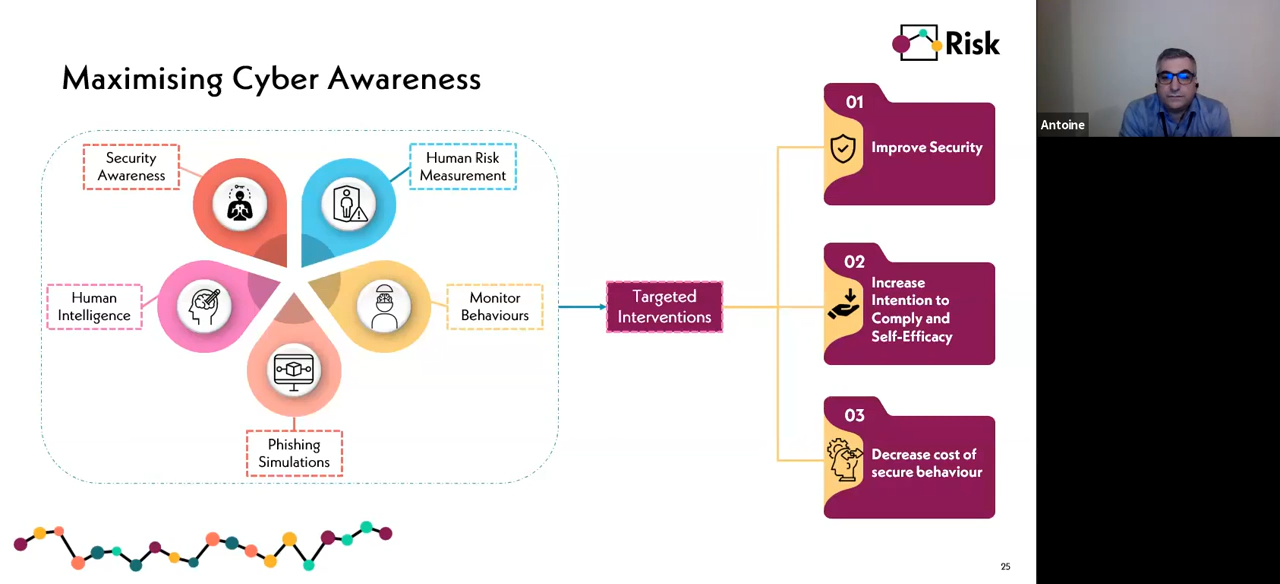 Risk
Maximising Cyber Awareness
Antoine
Security
Awareness
Human Risk
Measurement
Human
Intelligence
Monitor
Behaviours
Phishing
Simulations
Targeted
Interventions
01
Improve Security
02
Increase
Intention to
Comply and
Self-Efficacy
03
Decrease cost of
secure behaviour
25